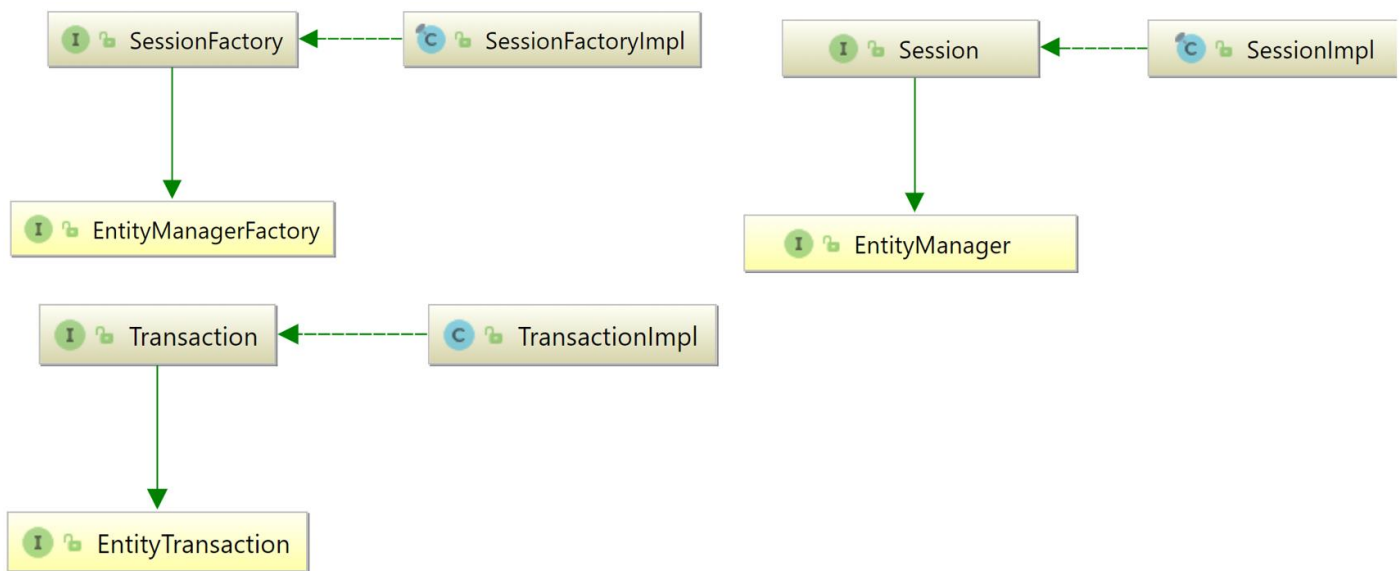 I SessionFactory
C SessionFactoryImpl
I Session
C SessionImpl
I EntityManagerFactory
I EntityManager
I Transaction
C TransactionImpl
I EntityTransaction